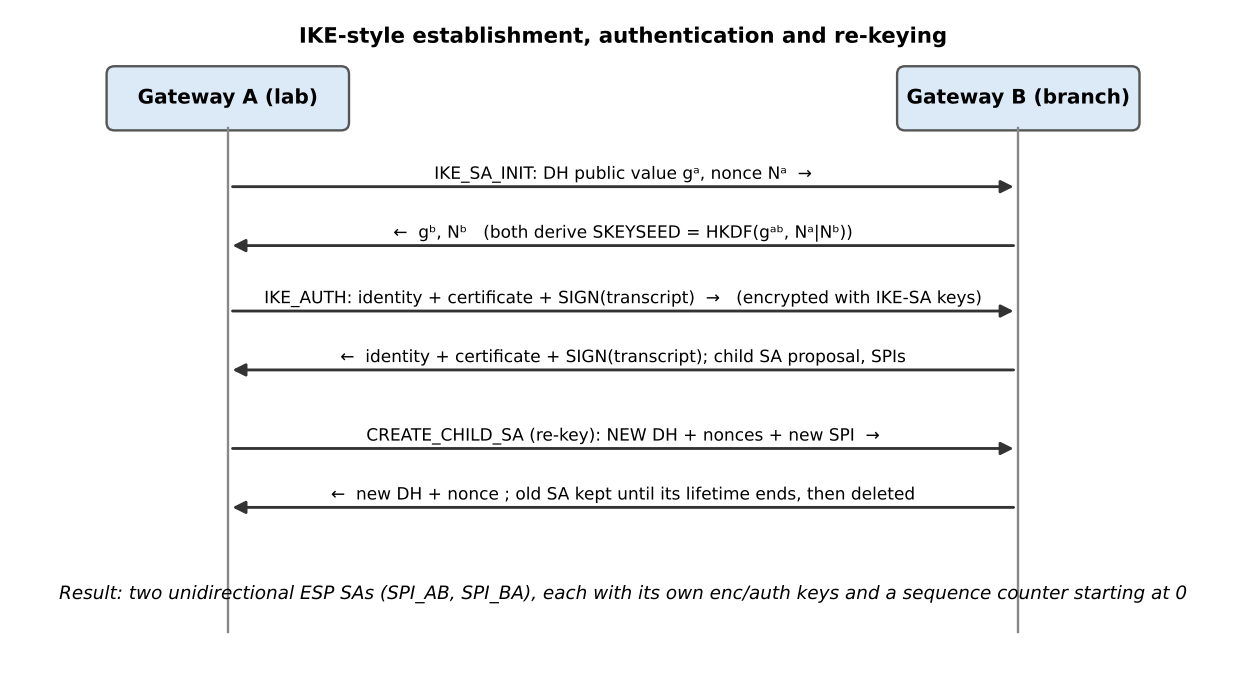 IKE-style establishment, authentication and re-keying
Gateway A (lab)
Gateway B (branch)
IKE_SA_INIT: DH public value gᵃ, nonce Nᵃ →
← gᵇ, Nᵇ (both derive SKEYSEED = HKDF(gᵃᵇ, Nᵃ|Nᵇ))
IKE_AUTH: identity + certificate + SIGN(transcript) → (encrypted with IKE-SA keys)
← identity + certificate + SIGN(transcript); child SA proposal, SPIs
CREATE_CHILD_SA (re-key): NEW DH + nonces + new SPI →
← new DH + nonce ; old SA kept until its lifetime ends, then deleted
Result: two unidirectional ESP SAs (SPI_AB, SPI_BA), each with its own enc/auth keys and a sequence counter starting at 0